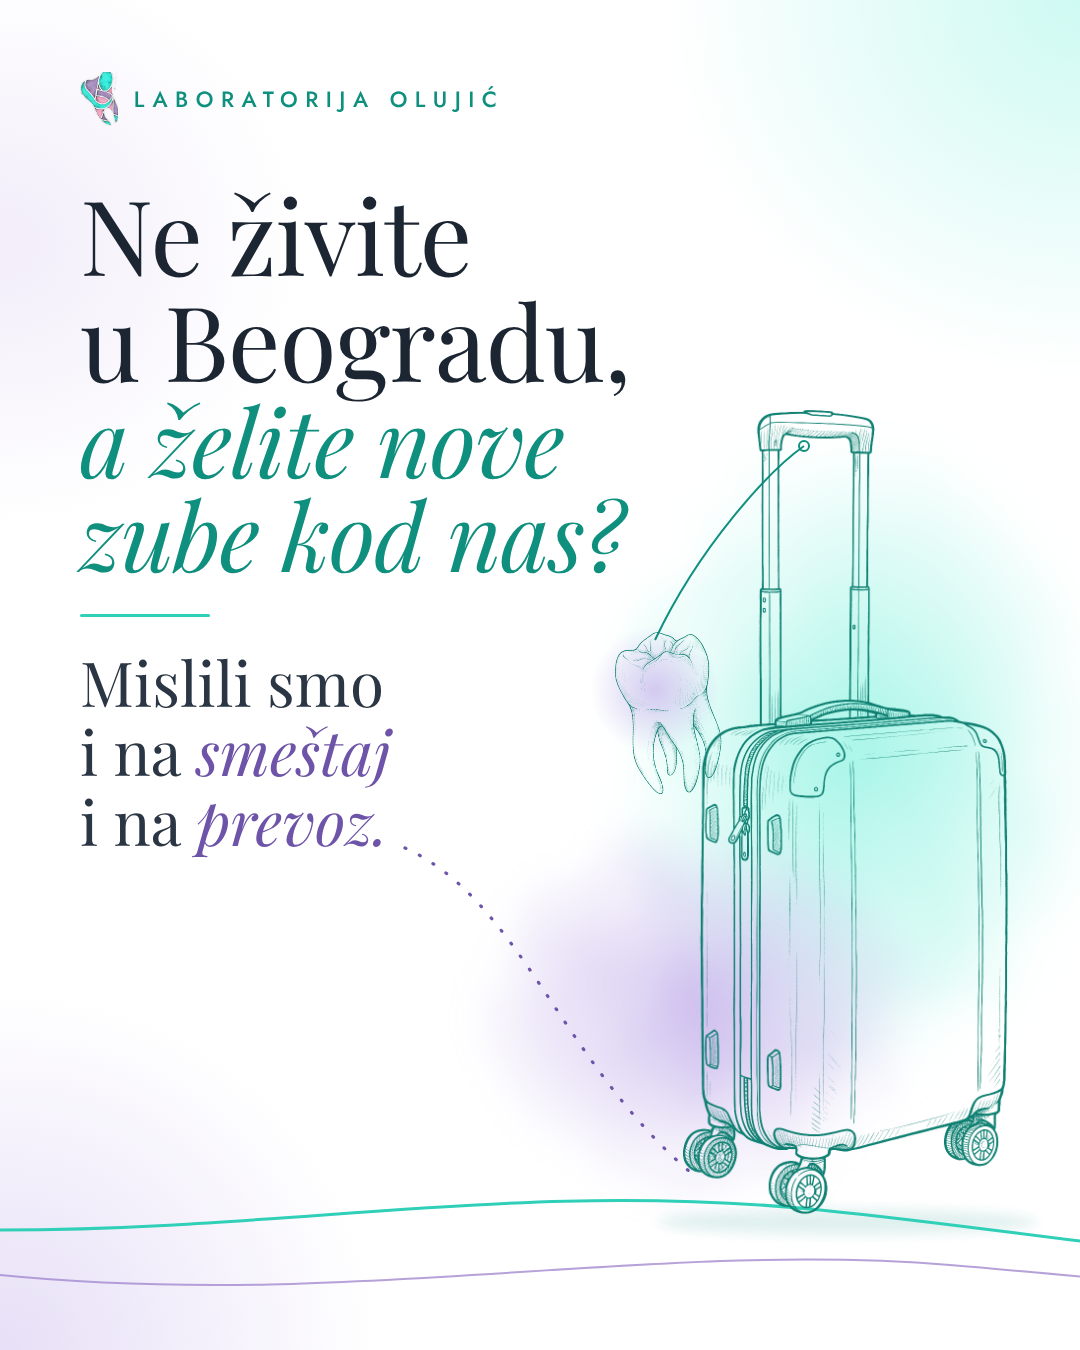 LABORATORIJA OLUJIĆ
Ne živite
u Beogradu,
a želite nove
zube kod nas?
Mislili smo
i na smeštaj
i na prevoz.